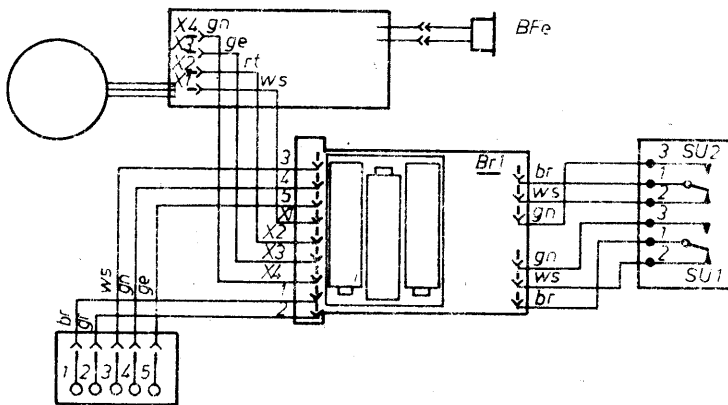 X4 gn
X3 ge
X2 rt
X1 ws
BFe
3
4
5
X1
X2
X3
X4
1
2
Br1
br
ws
gn
gn
ws
br
3 SU2
1
2
3
1
2
SU1
ws
gn
ge
br
gr
1 2 3 4 5